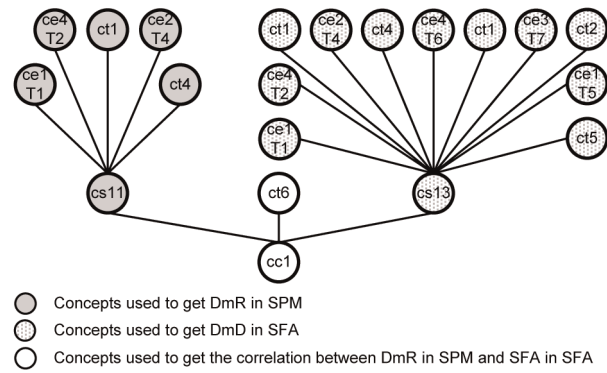 ce4 T2 ct1 ce2 T4 ct1 ce2 T4 ct4 ce4 T6 ct1 ce3 T7 ct2
ce1 T1 ct4 ce4 T2 ce1 T5
ce1 T1 ct5
cs11 ct6 cs13
cc1
Concepts used to get DmR in SPM
Concepts used to get DmD in SFA
Concepts used to get the correlation between DmR in SPM and SFA in SFA